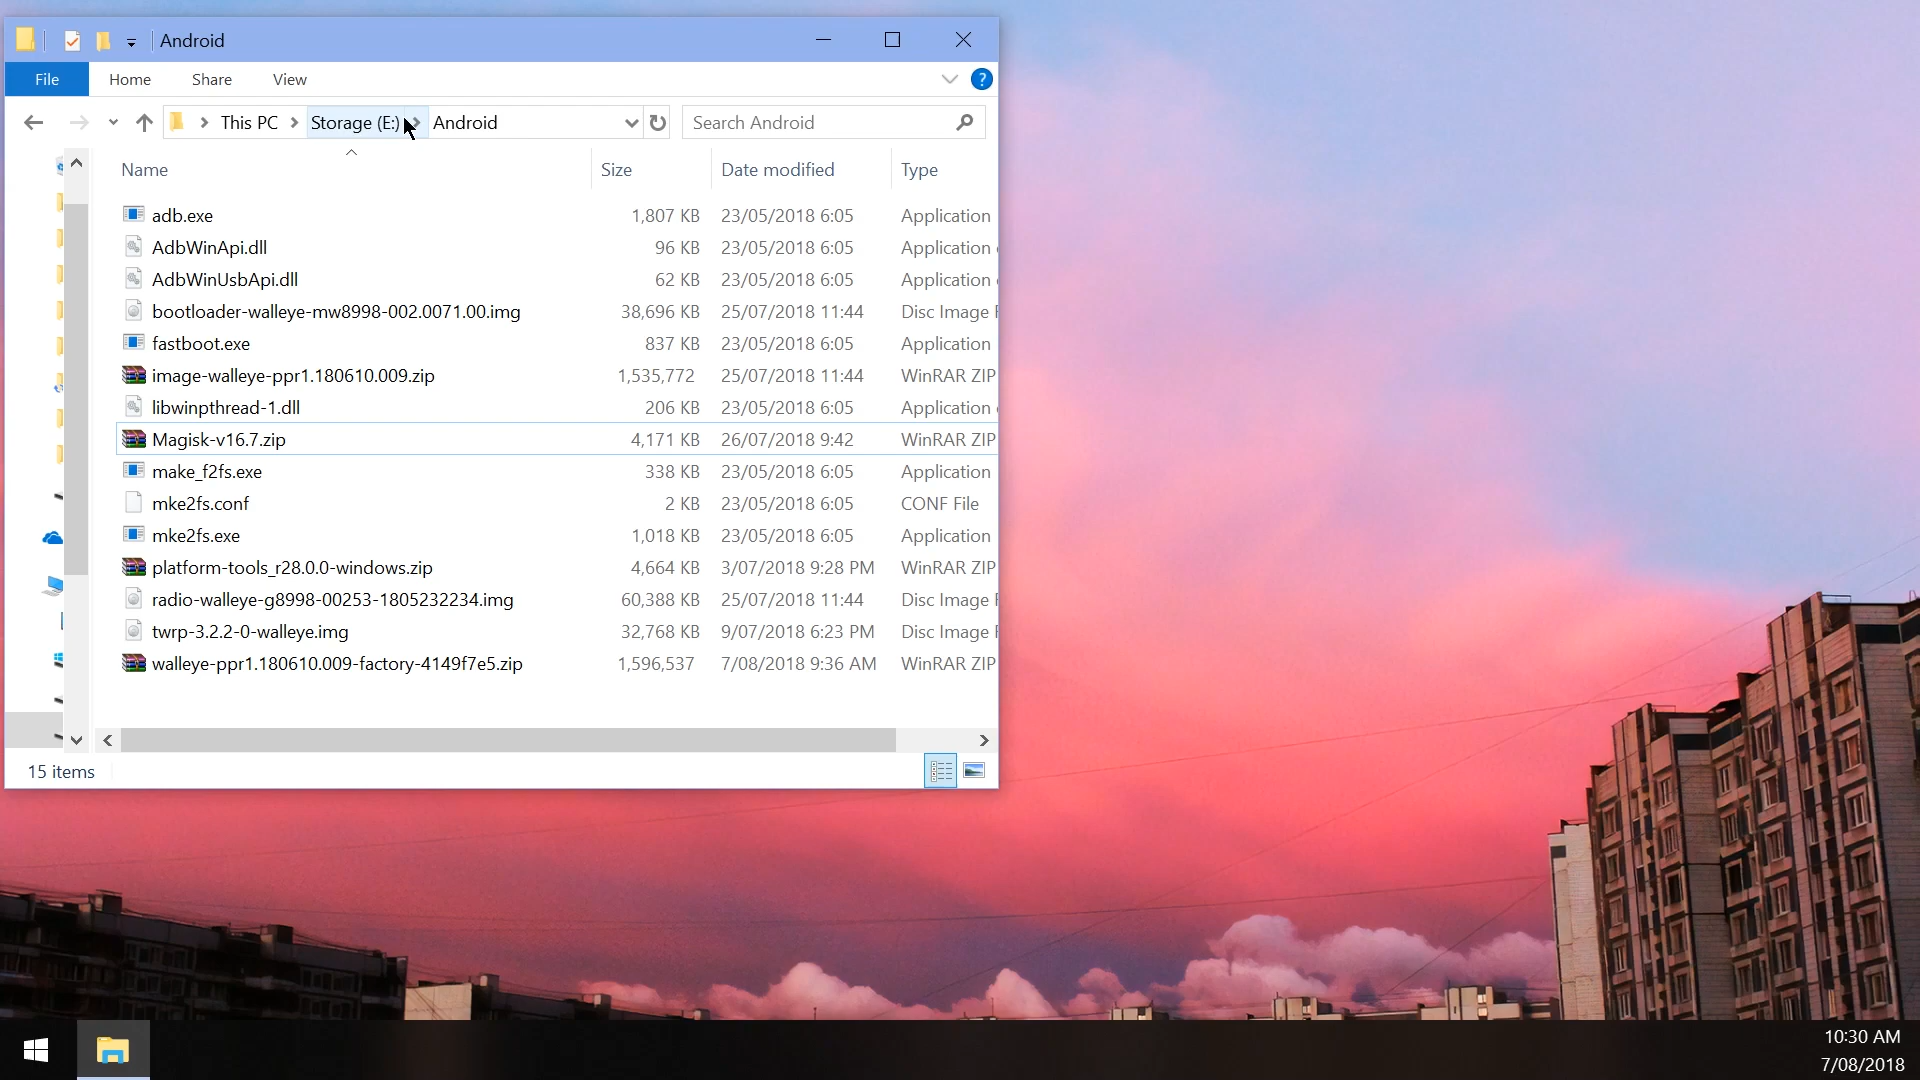 Android
File Home Share View ?
This PC Storage (E:) Android Search Android
Name Size Date modified Type
adb.exe 1,807 KB 23/05/2018 6:05 Application
AdbWinApi.dll 96 KB 23/05/2018 6:05 Application
AdbWinUsbApi.dll 62 KB 23/05/2018 6:05 Application
bootloader-walleye-mw8998-002.0071.00.img 38,696 KB 25/07/2018 11:44 Disc Image
fastboot.exe 837 KB 23/05/2018 6:05 Application
image-walleye-ppr1.180610.009.zip 1,535,772 25/07/2018 11:44 WinRAR ZIP
libwinpthread-1.dll 206 KB 23/05/2018 6:05 Application
Magisk-v16.7.zip 4,171 KB 26/07/2018 9:42 WinRAR ZIP
make_f2fs.exe 338 KB 23/05/2018 6:05 Application
mke2fs.conf 2 KB 23/05/2018 6:05 CONF File
mke2fs.exe 1,018 KB 23/05/2018 6:05 Application
platform-tools_r28.0.0-windows.zip 4,664 KB 3/07/2018 9:28 PM WinRAR ZIP
radio-walleye-g8998-00253-1805232234.img 60,388 KB 25/07/2018 11:44 Disc Image
twrp-3.2.2-0-walleye.img 32,768 KB 9/07/2018 6:23 PM Disc Image
walleye-ppr1.180610.009-factory-4149f7e5.zip 1,596,537 7/08/2018 9:36 AM WinRAR ZIP
15 items
10:30 AM
7/08/2018